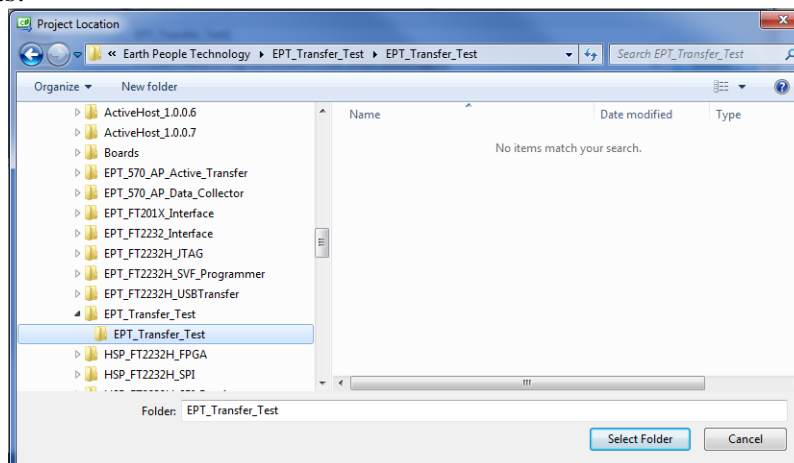 Project Location
« Earth People Technology EPT_Transfer_Test EPT_Transfer_Test
Search EPT_Transfer_Test
Organize New folder
Name Date modified Type
No items match your search.
ActiveHost_1.0.0.6
ActiveHost_1.0.0.7
Boards
EPT_570_AP_Active_Transfer
EPT_570_AP_Data_Collector
EPT_FT201X_Interface
EPT_FT2232_Interface
EPT_FT2232H_JTAG
EPT_FT2232H_SVF_Programmer
EPT_FT2232H_USBTransfer
EPT_Transfer_Test
EPT_Transfer_Test
HSP_FT2232H_FPGA
HSP_FT2232H_SPI
Folder: EPT_Transfer_Test
Select Folder Cancel